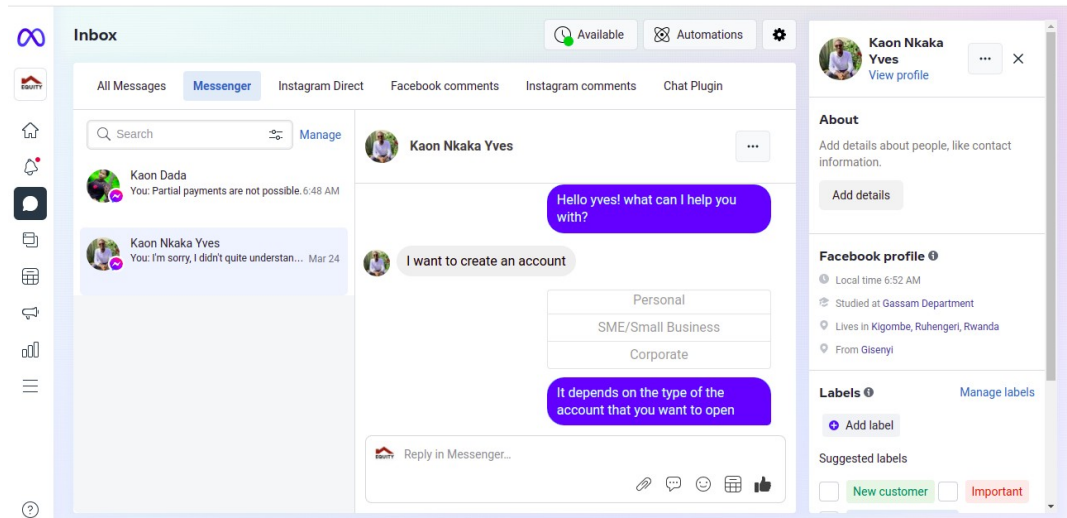 Inbox
Available
Automations
All Messages
Messenger
Instagram Direct
Facebook comments
Instagram comments
Chat Plugin
EQUITY
Search
Manage
Kaon Dada
You: Partial payments are not possible. 6:48 AM
Kaon Nkaka Yves
You: I'm sorry, I didn't quite understan... Mar 24
Kaon Nkaka Yves
Hello yves! what can I help you
with?
I want to create an account
Personal
SME/Small Business
Corporate
It depends on the type of the
account that you want to open
EQUITY
Reply in Messenger...
Kaon Nkaka
Yves
View profile
About
Add details about people, like contact
information.
Add details
Facebook profile
Local time 6:52 AM
Studied at Gassam Department
Lives in Kigombe, Ruhengeri, Rwanda
From Gisenyi
Labels
Manage labels
Add label
Suggested labels
New customer
Important